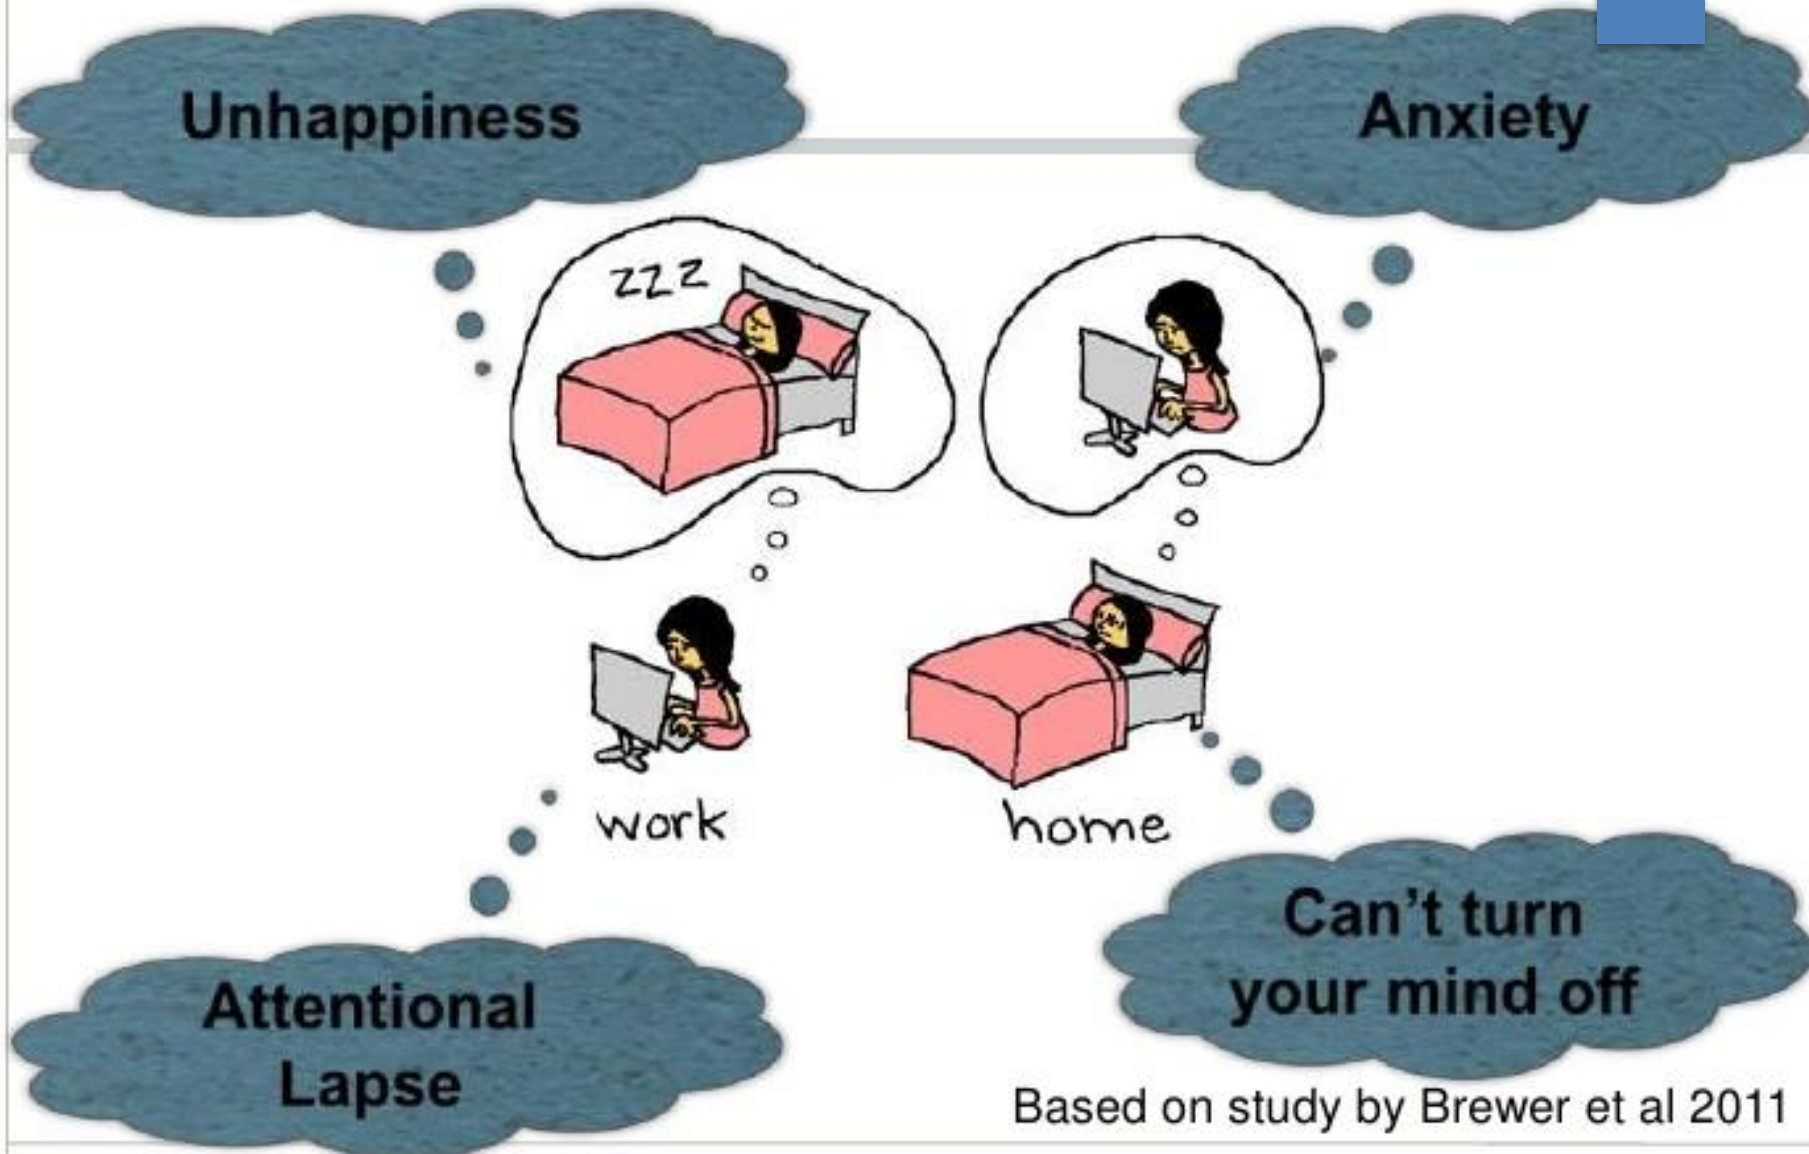 Unhappiness
Anxiety
zzz
work
home
Can't turn
your mind off
Attentional
Lapse
Based on study by Brewer et al 2011